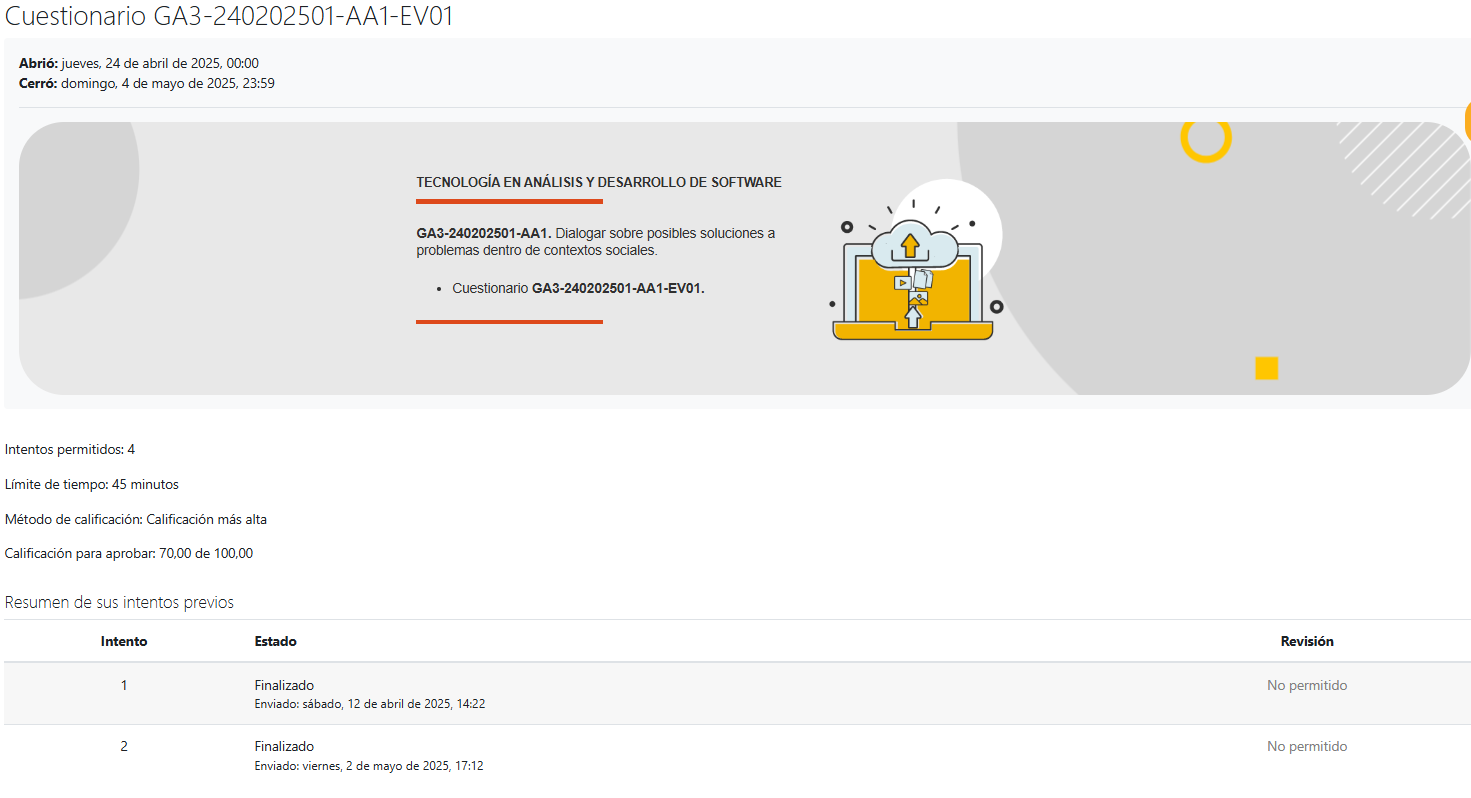 Cuestionario GA3-240202501-AA1-EV01
Abrió: jueves, 24 de abril de 2025, 00:00
Cerró: domingo, 4 de mayo de 2025, 23:59
TECNOLOGÍA EN ANÁLISIS Y DESARROLLO DE SOFTWARE
GA3-240202501-AA1. Dialogar sobre posibles soluciones a
problemas dentro de contextos sociales.
• Cuestionario GA3-240202501-AA1-EV01.
Intentos permitidos: 4
Límite de tiempo: 45 minutos
Método de calificación: Calificación más alta
Calificación para aprobar: 70,00 de 100,00
Resumen de sus intentos previos
Intento Estado Revisión
1 Finalizado No permitido
Enviado: sábado, 12 de abril de 2025, 14:22
2 Finalizado No permitido
Enviado: viernes, 2 de mayo de 2025, 17:12